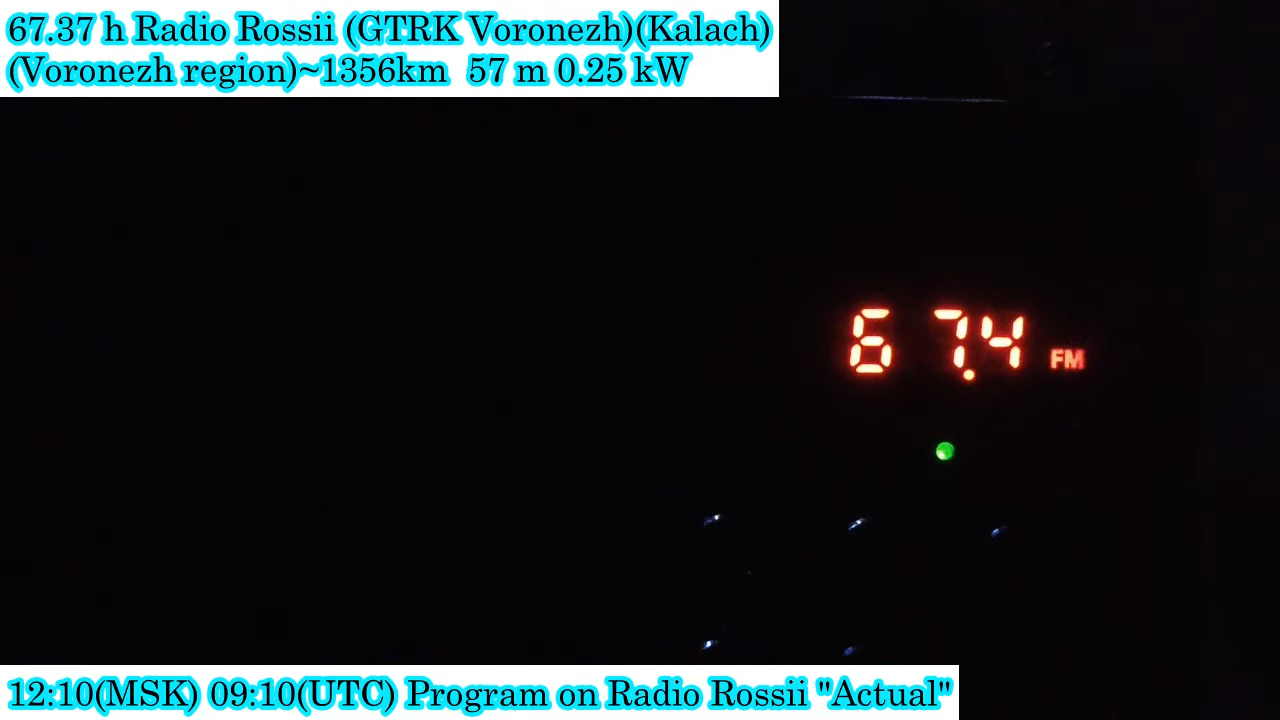 67.37 h Radio Rossii (GTRK Voronezh)(Kalach)
(Voronezh region)~1356km 57 m 0.25 kW
67.4 FM
12:10(MSK) 09:10(UTC) Program on Radio Rossii "Actual"